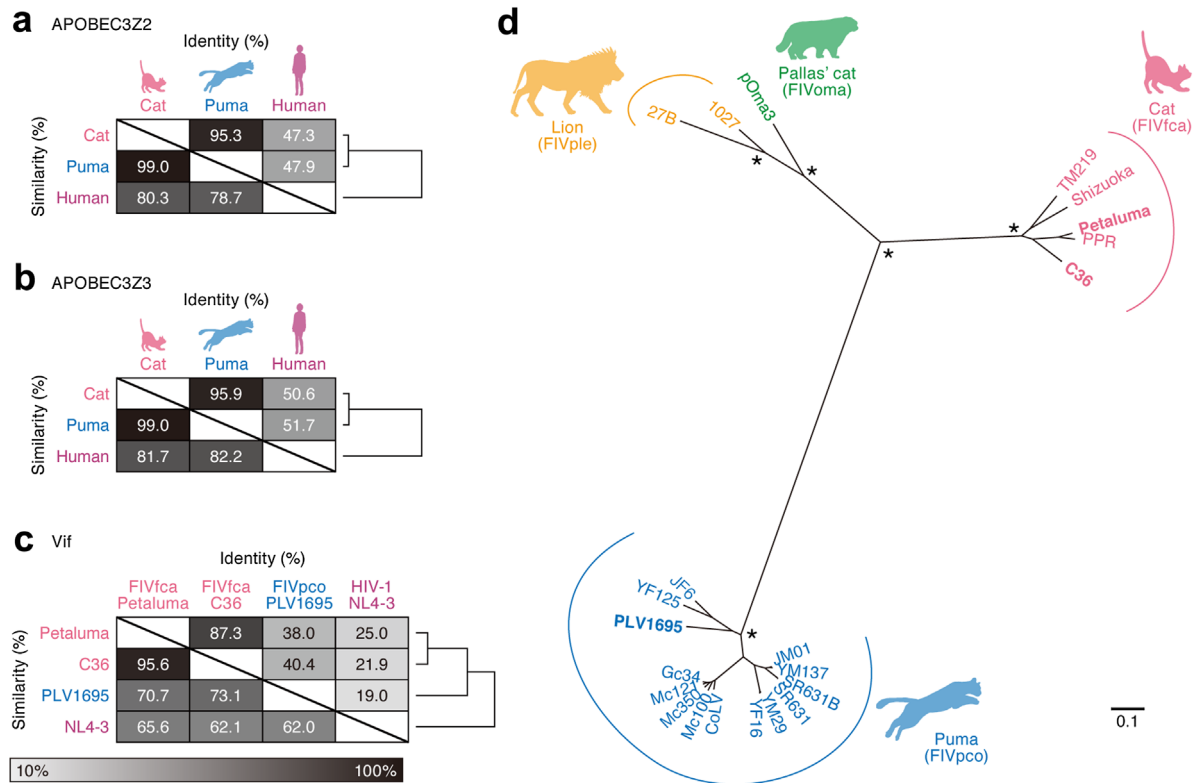 a APOBEC3Z2
Identity (%)
Cat Puma Human
Similarity (%)
Cat 95.3 47.3
Puma 99.0 47.9
Human 80.3 78.7
b APOBEC3Z3
Identity (%)
Cat Puma Human
Similarity (%)
Cat 95.9 50.6
Puma 99.0 51.7
Human 81.7 82.2
c Vif
Identity (%)
FIVfca FIVfca FIVpco HIV-1
Petaluma C36 PLV1695 NL4-3
Similarity (%)
Petaluma 87.3 38.0 25.0
C36 95.6 40.4 21.9
PLV1695 70.7 73.1 19.0
NL4-3 65.6 62.1 62.0
10% 100%
d
Lion
(FIVple)
27B
1027
pOma3
Pallas' cat
(FIVoma)
Cat
(FIVfca)
TM219
Shizuoka
Petaluma
PPR
C36
*
*
*
*
*
JF6
YF125
PLV1695
Gc34
Mc121
Mc350
Mc100
CoLV
YF16
YM29
SR631
SR631B
YM137
JM01
Puma
(FIVpco)
0.1